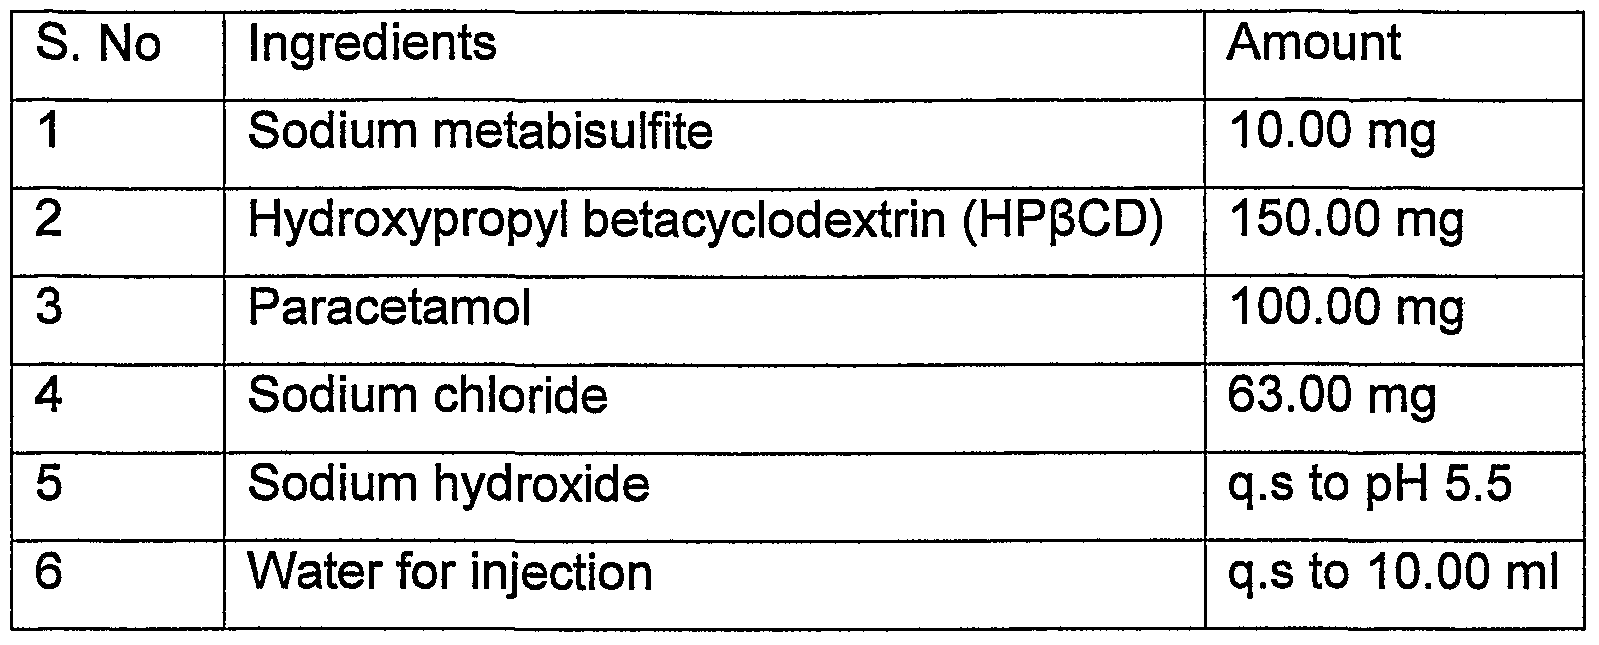 S. No Ingredients Amount
1 Sodium metabisulfite 10.00 mg
2 Hydroxypropyl betacyclodextrin (HPβCD) 150.00 mg
3 Paracetamol 100.00 mg
4 Sodium chloride 63.00 mg
5 Sodium hydroxide q.s to pH 5.5
6 Water for injection q.s to 10.00 ml